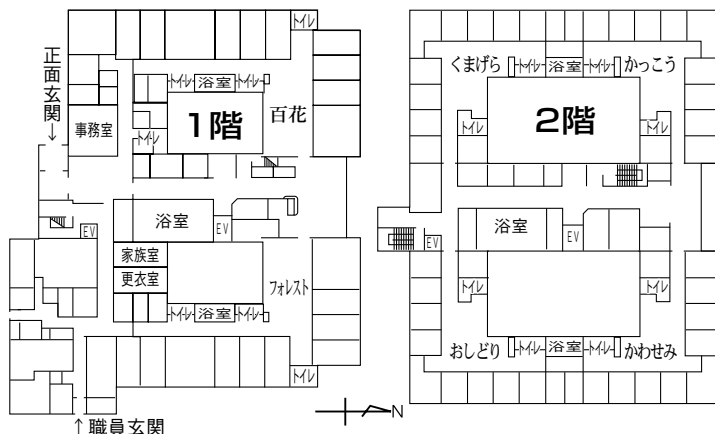 トイレ
正面玄関→
トイレ 浴室 トイレ
事務室
1階
百花
トイレ
浴室
EV
EV
家族室
更衣室
フォレスト
トイレ 浴室 トイレ
トイレ
↑職員玄関
N
くまげら
トイレ 浴室 トイレ
かっこう
トイレ
2階
トイレ
浴室
EV
EV
トイレ
トイレ
おしどり
トイレ 浴室 トイレ
かわせみ